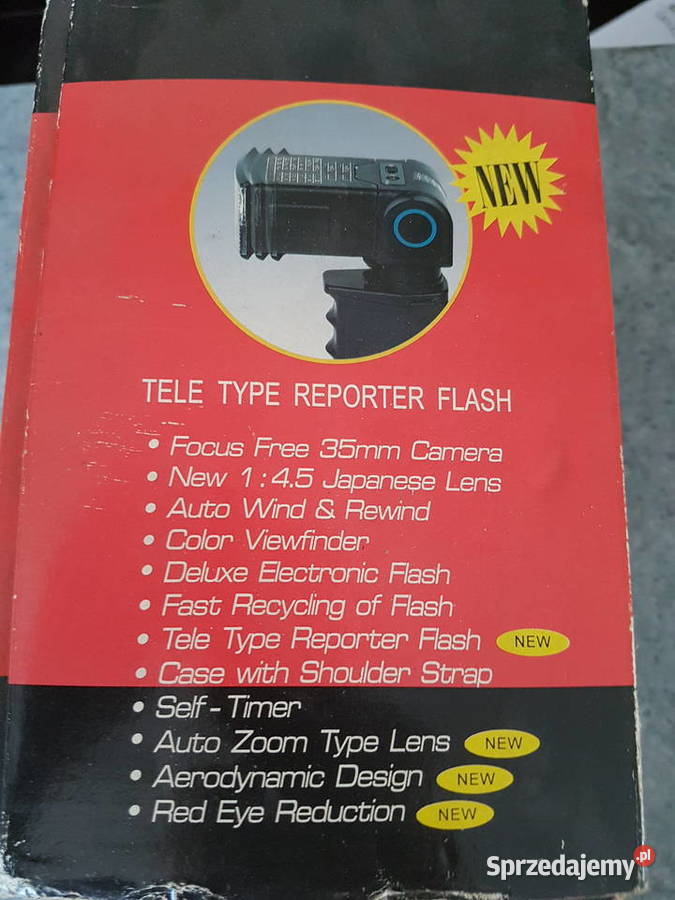 NEW
TELE TYPE REPORTER FLASH
• Focus Free 35mm Camera
• New 1:4.5 Japanese Lens
• Auto Wind & Rewind
• Color Viewfinder
• Deluxe Electronic Flash
• Fast Recycling of Flash
• Tele Type Reporter Flash NEW
• Case with Shoulder Strap
• Self-Timer
• Auto Zoom Type Lens NEW
• Aerodynamic Design NEW
• Red Eye Reduction NEW
Sprzedajemy.pl